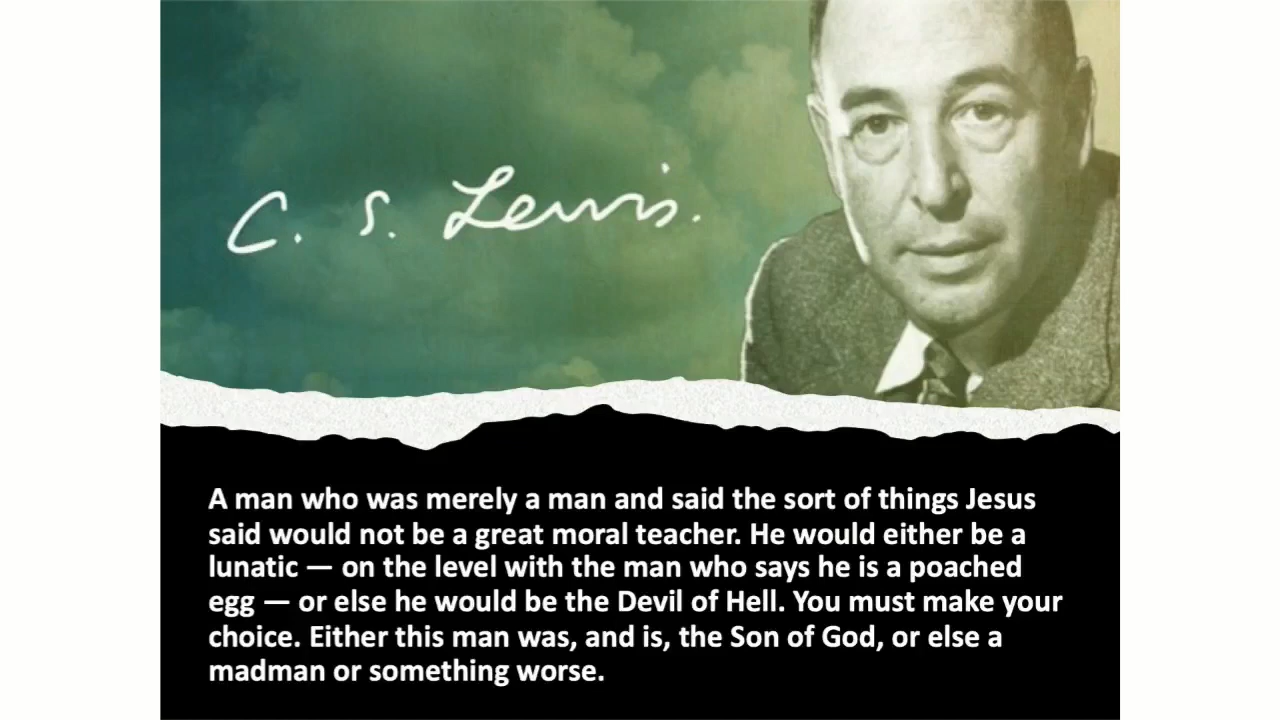 C. S. Lewis.
A man who was merely a man and said the sort of things Jesus
said would not be a great moral teacher. He would either be a
lunatic — on the level with the man who says he is a poached
egg — or else he would be the Devil of Hell. You must make your
choice. Either this man was, and is, the Son of God, or else a
madman or something worse.